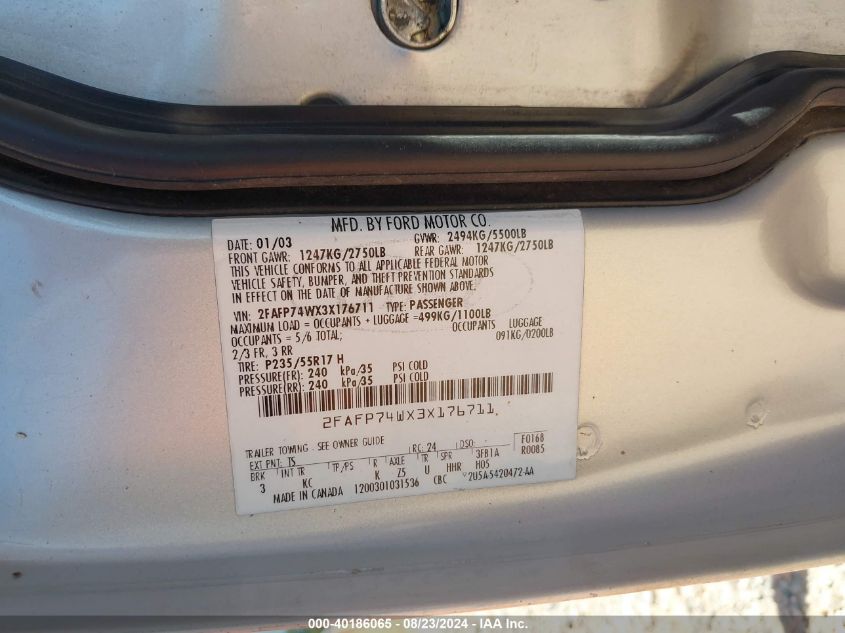 MFD. BY FORD MOTOR CO.
DATE: 01/03 GVWR: 2494KG/5500LB
FRONT GAWR: 1247KG/2750LB REAR GAWR: 1247KG/2750LB
THIS VEHICLE CONFORMS TO ALL APPLICABLE FEDERAL MOTOR
VEHICLE SAFETY, BUMPER, AND THEFT PREVENTION STANDARDS
IN EFFECT ON THE DATE OF MANUFACTURE SHOWN ABOVE.
VIN: 2FAFP74WX3X176711 TYPE: PASSENGER
MAXIMUM LOAD = OCCUPANTS + LUGGAGE =499KG/1100LB
OCCUPANTS = 5/6 TOTAL; OCCUPANTS LUGGAGE
2/3 FR, 3 RR 091KG/0200LB
TIRE: P235/55R17 H
PRESSURE(FR): 240 kPa/35 PSI COLD
PRESSURE(RR): 240 kPa/35 PSI COLD
2FAFP74WX3X176711
TRAILER TOWING - SEE OWNER GUIDE
EXT PNT: TS RC: 24 DSO: F0168
BRK INT TR TP/PS R AXLE TR SPR 3FB1A R0085
3 KC K Z5 U HHR H05
MADE IN CANADA 1200301031536 CBC 2U5A-5420472-AA
000-40186065 - 08/23/2024 - IAA Inc.